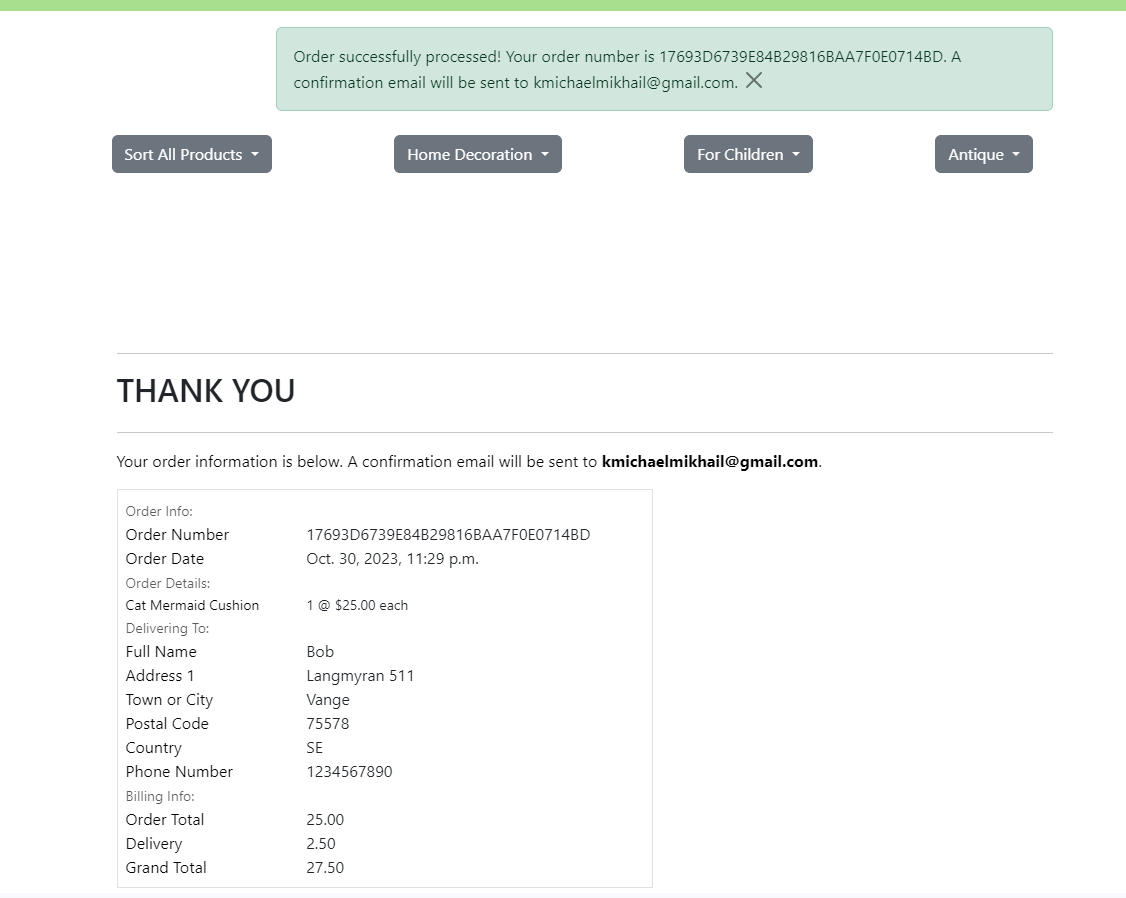 Order successfully processed! Your order number is 17693D6739E84B29816BAA7F0E0714BD. A
confirmation email will be sent to kmichaelmikhail@gmail.com.
Sort All Products Home Decoration For Children Antique
THANK YOU
Your order information is below. A confirmation email will be sent to kmichaelmikhail@gmail.com.
Order Info:
Order Number 17693D6739E84B29816BAA7F0E0714BD
Order Date Oct. 30, 2023, 11:29 p.m.
Order Details:
Cat Mermaid Cushion 1 @ $25.00 each
Delivering To:
Full Name Bob
Address 1 Langmyran 511
Town or City Vange
Postal Code 75578
Country SE
Phone Number 1234567890
Billing Info:
Order Total 25.00
Delivery 2.50
Grand Total 27.50